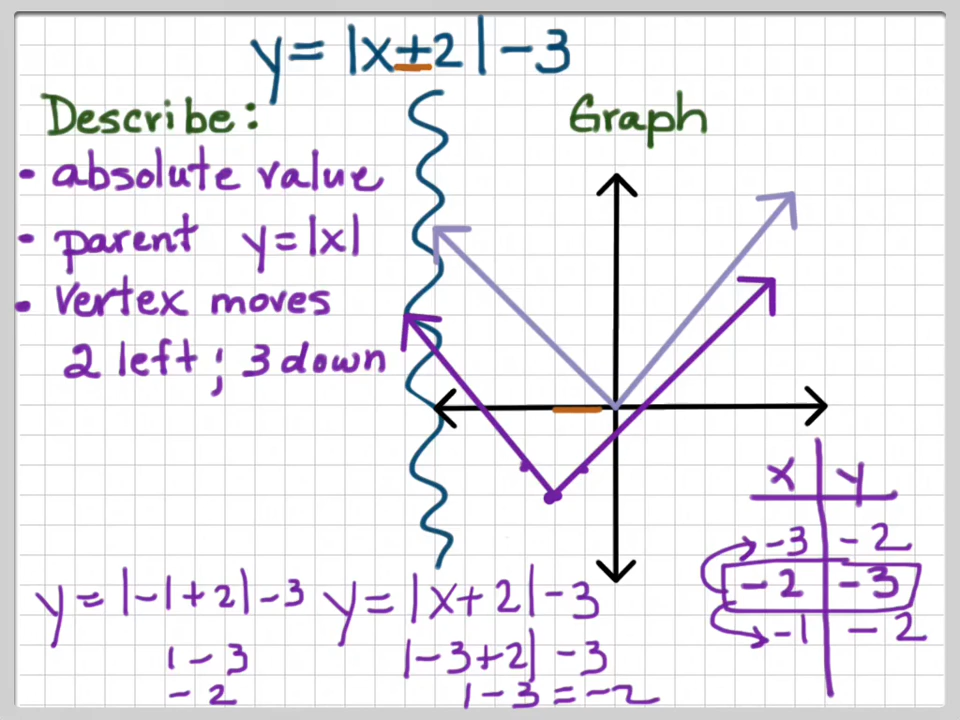 y = |x+2| - 3
Describe:
• absolute value
• parent y = |x|
• vertex moves
2 left; 3 down
Graph
x y
-3 -2
-2 -3
-1 -2
y = |-1+2| - 3
1 - 3
- 2
y = |x+2| - 3
|-3+2| - 3
1 - 3 = -2